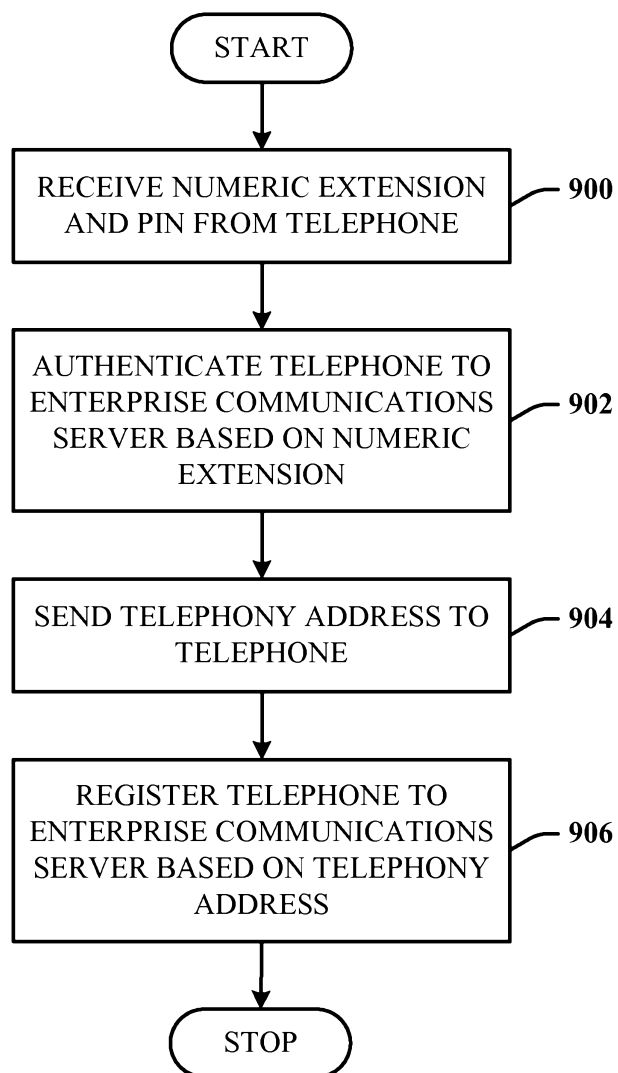 START
RECEIVE NUMERIC EXTENSION
AND PIN FROM TELEPHONE
900
AUTHENTICATE TELEPHONE TO
ENTERPRISE COMMUNICATIONS
SERVER BASED ON NUMERIC
EXTENSION
902
SEND TELEPHONY ADDRESS TO
TELEPHONE
904
REGISTER TELEPHONE TO
ENTERPRISE COMMUNICATIONS
SERVER BASED ON TELEPHONY
ADDRESS
906
STOP